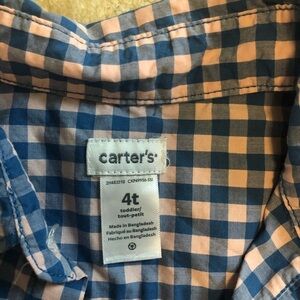 carter's
4t
toddler/
tout-petit
Made in Bangladesh
Fabriqué au Bangladesh
Hecho en Bangladesh